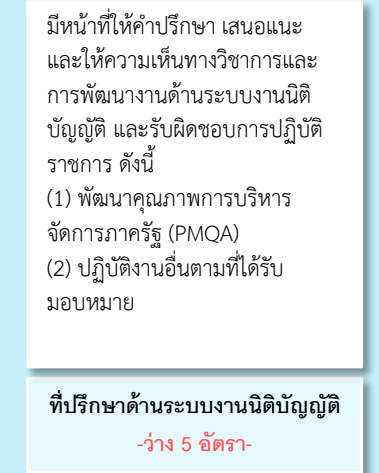 มีหน้าที่ให้คำปรึกษา เสนอแนะ
และให้ความเห็นทางวิชาการและ
การพัฒนางานด้านระบบงานนิติ
บัญญัติ และรับผิดชอบการปฏิบัติ
ราชการ ดังนี้
(1) พัฒนาคุณภาพการบริหาร
จัดการภาครัฐ (PMQA)
(2) ปฏิบัติงานอื่นตามที่ได้รับ
มอบหมาย
ที่ปรึกษาด้านระบบงานนิติบัญญัติ
-ว่าง 5 อัตรา-